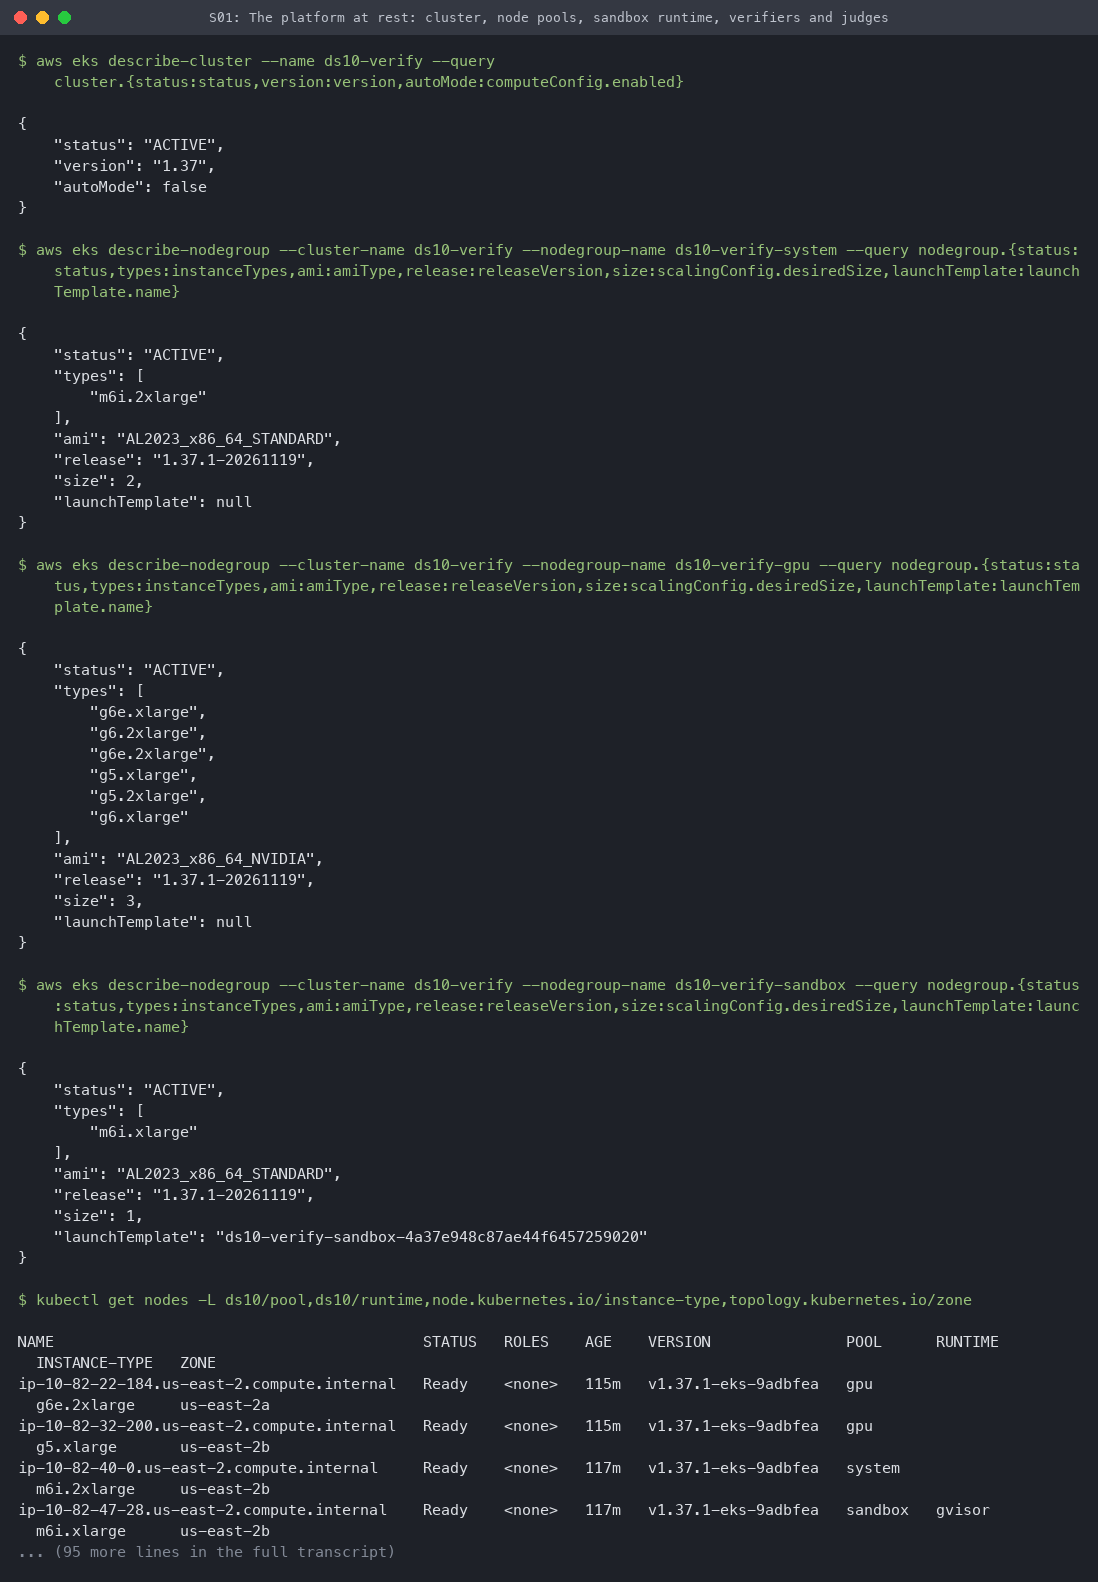 S01: The platform at rest: cluster, node pools, sandbox runtime, verifiers and judges
$ aws eks describe-cluster --name ds10-verify --query
cluster.{status:status,version:version,autoMode:computeConfig.enabled}
{
"status": "ACTIVE",
"version": "1.37",
"autoMode": false
}
$ aws eks describe-nodegroup --cluster-name ds10-verify --nodegroup-name ds10-verify-system --query nodegroup.{status:
status,types:instanceTypes,ami:amiType,release:releaseVersion,size:scalingConfig.desiredSize,launchTemplate:launch
Template.name}
{
"status": "ACTIVE",
"types": [
"m6i.2xlarge"
],
"ami": "AL2023_x86_64_STANDARD",
"release": "1.37.1-20261119",
"size": 2,
"launchTemplate": null
}
$ aws eks describe-nodegroup --cluster-name ds10-verify --nodegroup-name ds10-verify-gpu --query nodegroup.{status:sta
tus,types:instanceTypes,ami:amiType,release:releaseVersion,size:scalingConfig.desiredSize,launchTemplate:launchTem
plate.name}
{
"status": "ACTIVE",
"types": [
"g6e.xlarge",
"g6.2xlarge",
"g6e.2xlarge",
"g5.xlarge",
"g5.2xlarge",
"g6.xlarge"
],
"ami": "AL2023_x86_64_NVIDIA",
"release": "1.37.1-20261119",
"size": 3,
"launchTemplate": null
}
$ aws eks describe-nodegroup --cluster-name ds10-verify --nodegroup-name ds10-verify-sandbox --query nodegroup.{status
:status,types:instanceTypes,ami:amiType,release:releaseVersion,size:scalingConfig.desiredSize,launchTemplate:launc
hTemplate.name}
{
"status": "ACTIVE",
"types": [
"m6i.xlarge"
],
"ami": "AL2023_x86_64_STANDARD",
"release": "1.37.1-20261119",
"size": 1,
"launchTemplate": "ds10-verify-sandbox-4a37e948c87ae44f6457259020"
}
$ kubectl get nodes -L ds10/pool,ds10/runtime,node.kubernetes.io/instance-type,topology.kubernetes.io/zone
NAME STATUS ROLES AGE VERSION POOL RUNTIME
INSTANCE-TYPE ZONE
ip-10-82-22-184.us-east-2.compute.internal Ready <none> 115m v1.37.1-eks-9adbfea gpu
g6e.2xlarge us-east-2a
ip-10-82-32-200.us-east-2.compute.internal Ready <none> 115m v1.37.1-eks-9adbfea gpu
g5.xlarge us-east-2b
ip-10-82-40-0.us-east-2.compute.internal Ready <none> 117m v1.37.1-eks-9adbfea system
m6i.2xlarge us-east-2b
ip-10-82-47-28.us-east-2.compute.internal Ready <none> 117m v1.37.1-eks-9adbfea sandbox gvisor
m6i.xlarge us-east-2b
... (95 more lines in the full transcript)